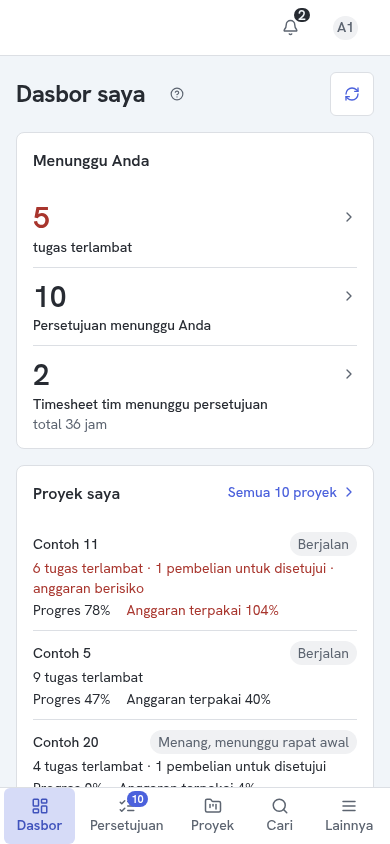 2
A1
Dasbor saya
Menunggu Anda
5
tugas terlambat
10
Persetujuan menunggu Anda
2
Timesheet tim menunggu persetujuan
total 36 jam
Proyek saya
Semua 10 proyek
Contoh 11
Berjalan
6 tugas terlambat · 1 pembelian untuk disetujui ·
anggaran berisiko
Progres 78% Anggaran terpakai 104%
Contoh 5
Berjalan
9 tugas terlambat
Progres 47% Anggaran terpakai 40%
Contoh 20
Menang, menunggu rapat awal
4 tugas terlambat · 1 pembelian untuk disetujui
10
Dasbor
Persetujuan
Proyek
Cari
Lainnya